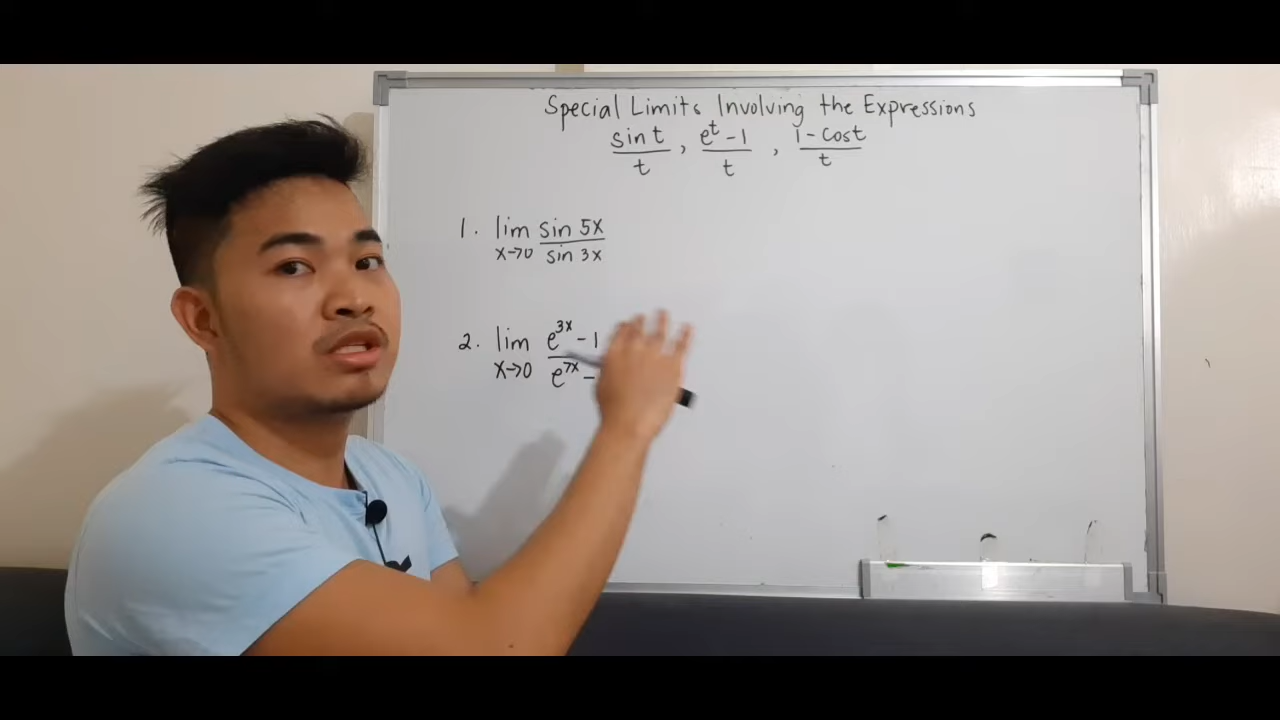 Special Limits Involving the Expressions
sin t / t , e^t - 1 / t , 1 - cos t / t
1. lim x→0 sin 5x / sin 3x
2. lim x→0 e^3x - 1 / e^7x -